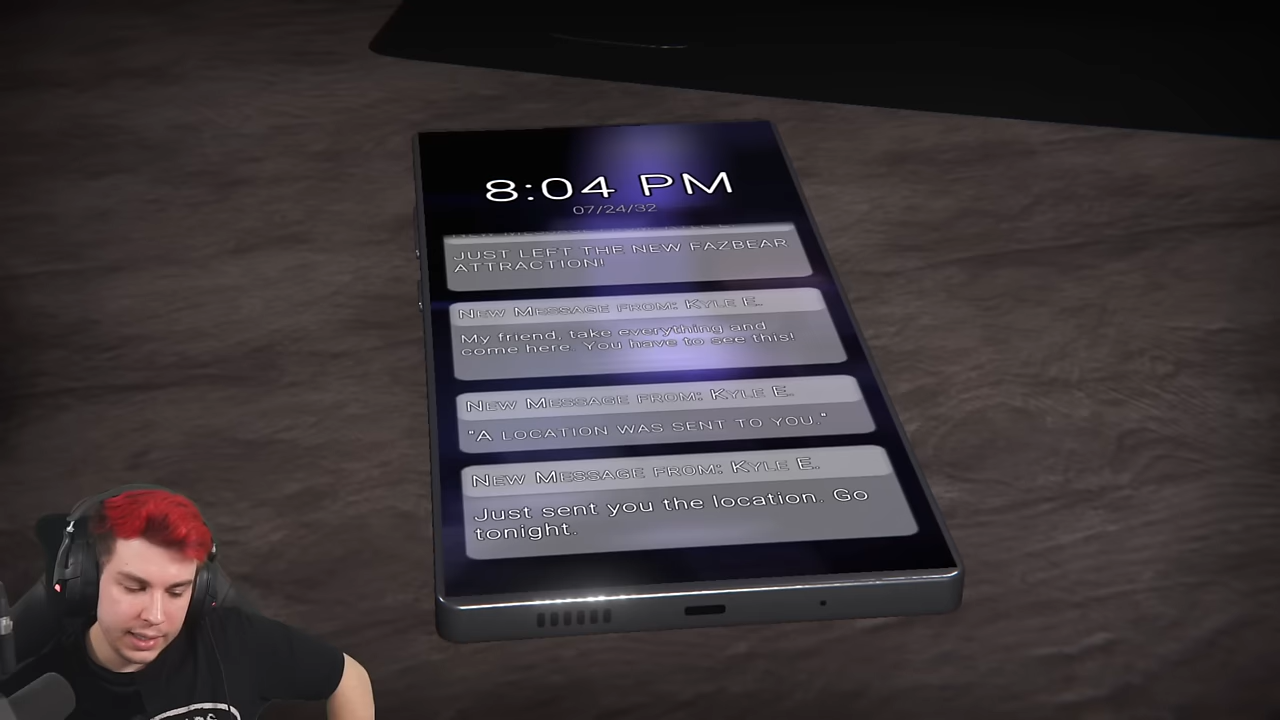 8:04 PM
07/24/32
JUST LEFT THE NEW FAZBEAR
ATTRACTION!
NEW MESSAGE FROM: KYLE E.
My friend, take everything and
come here. You have to see this!
NEW MESSAGE FROM: KYLE E.
"A LOCATION WAS SENT TO YOU."
NEW MESSAGE FROM: KYLE E.
Just sent you the location. Go
tonight.